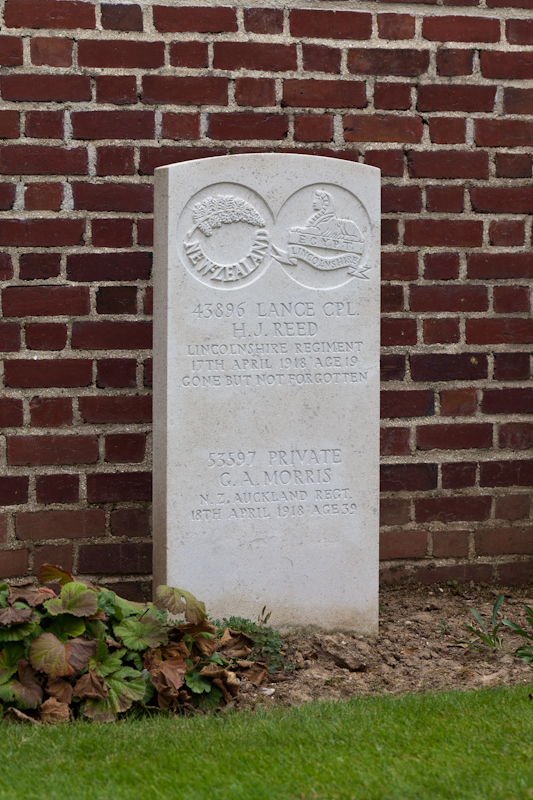 NEW ZEALAND
EGYPT
LINCOLNSHIRE
43896 LANCE CPL.
H.J. REED
LINCOLNSHIRE REGIMENT
17TH APRIL 1918 AGE 19
GONE BUT NOT FORGOTTEN
53597 PRIVATE
G.A. MORRIS
N.Z. AUCKLAND REGT.
18TH APRIL 1918 AGE 39